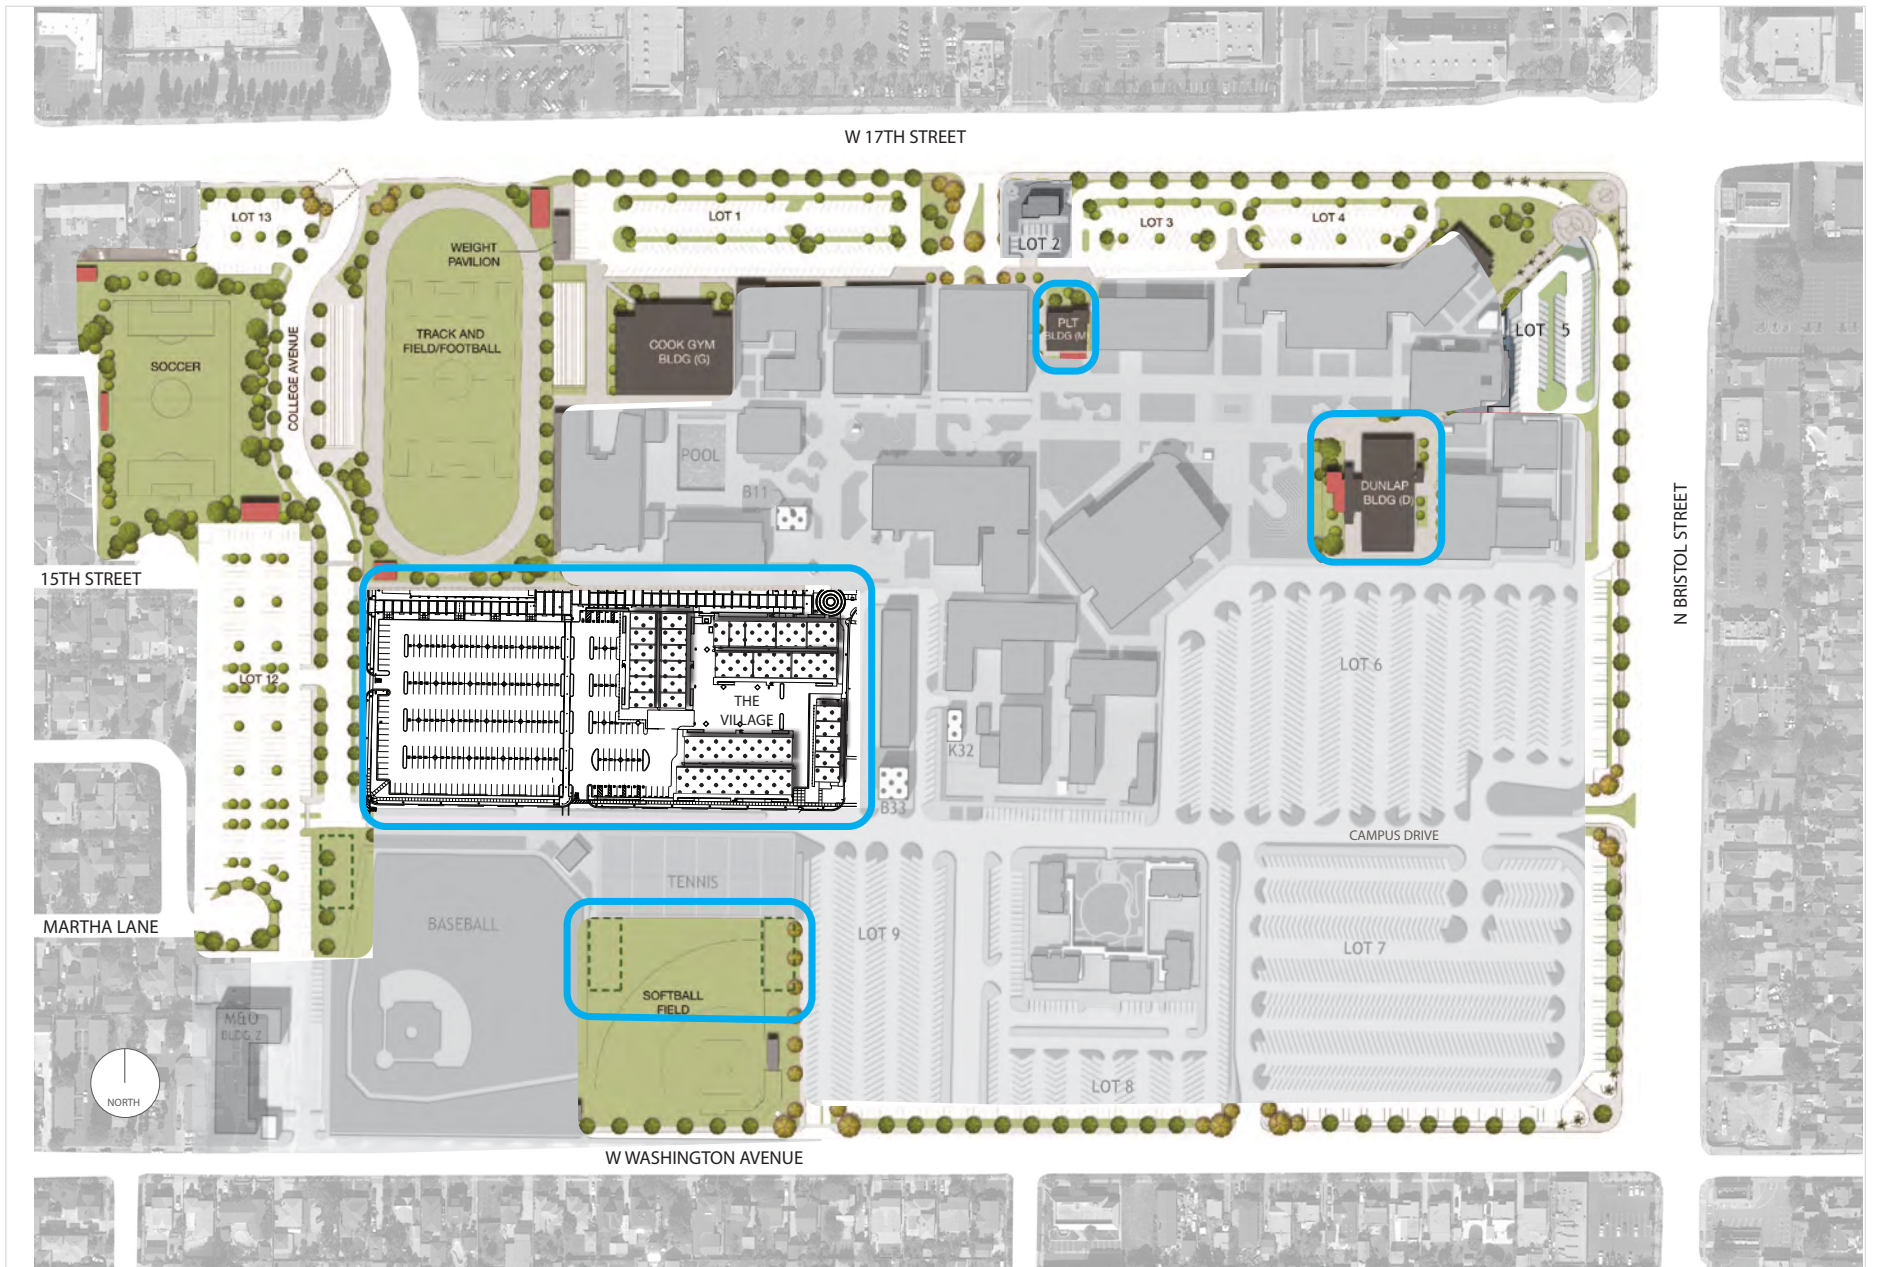 W 17TH STREET
LOT 13
LOT 1
LOT 2
LOT 3
LOT 4
WEIGHT
PAVILION
TRACK AND
FIELD/FOOTBALL
SOCCER
COLLEGE AVENUE
COOK GYM
BLDG (G)
PLT
BLDG (M)
LOT 5
POOL
B11
DUNLAP
BLDG (D)
N BRISTOL STREET
15TH STREET
LOT 12
THE
VILLAGE
LOT 6
K32
B33
CAMPUS DRIVE
TENNIS
BASEBALL
MARTHA LANE
LOT 9
LOT 7
SOFTBALL
FIELD
M&O
BLDG Z
LOT 8
NORTH
W WASHINGTON AVENUE